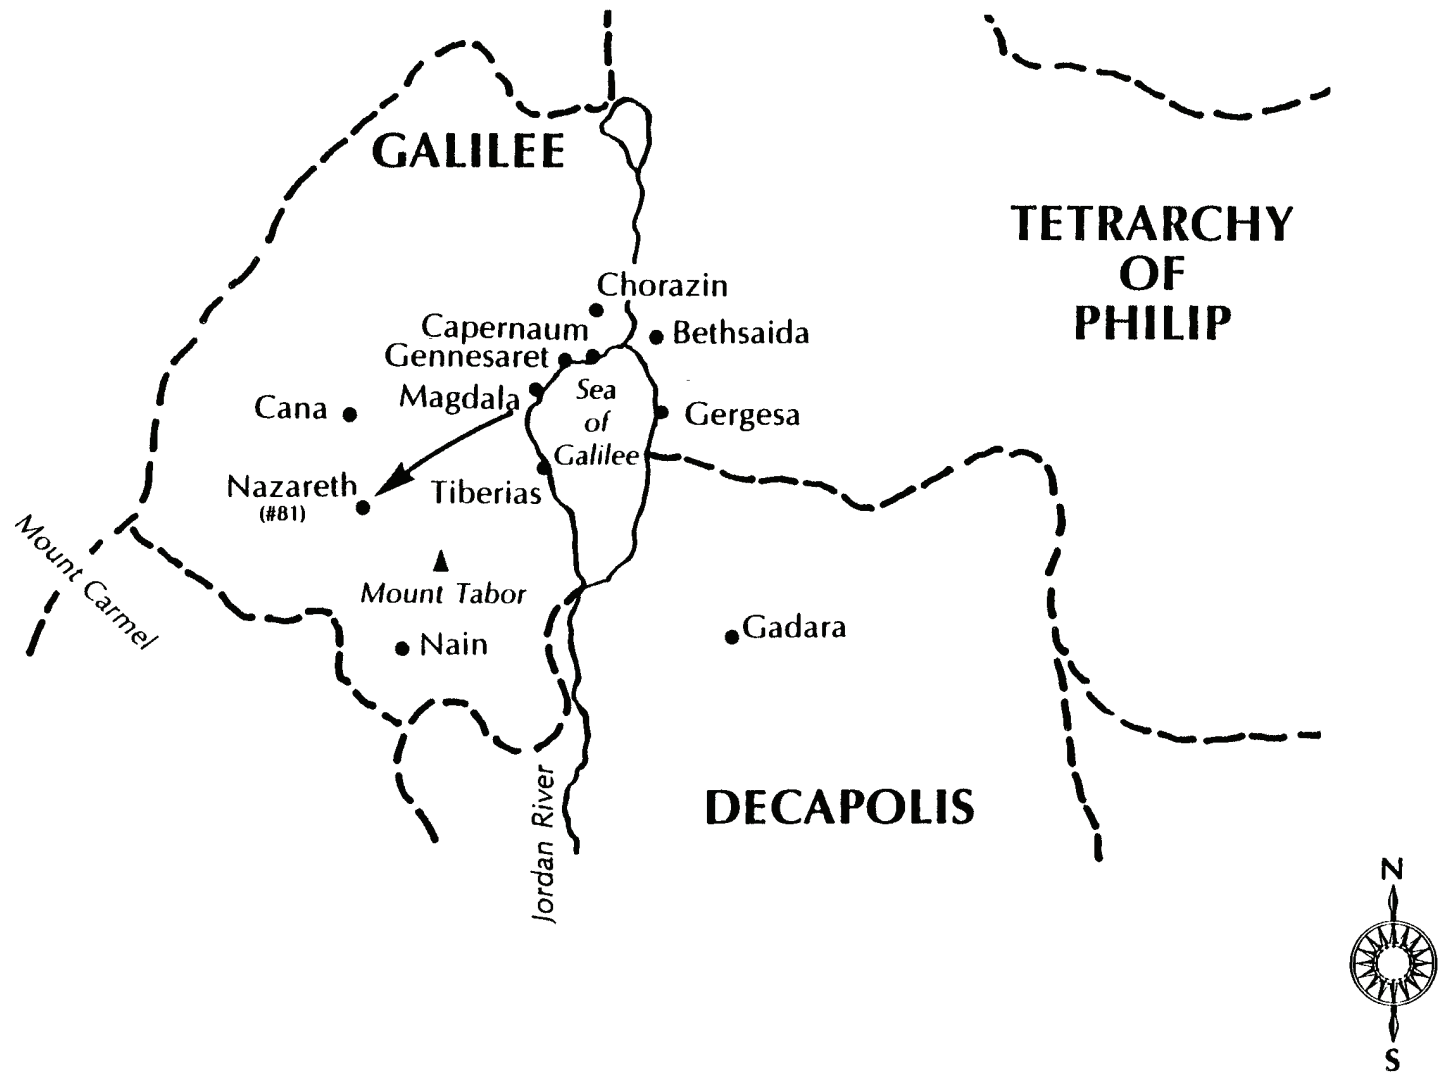 GALILEE
TETRARCHY
OF
PHILIP
Chorazin
Capernaum
Bethsaida
Gennesaret
Magdala
Sea
of
Galilee
Cana
Gergesa
Nazareth
(#81)
Tiberias
Mount Carmel
Mount Tabor
Nain
Gadara
Jordan River
DECAPOLIS
N
S